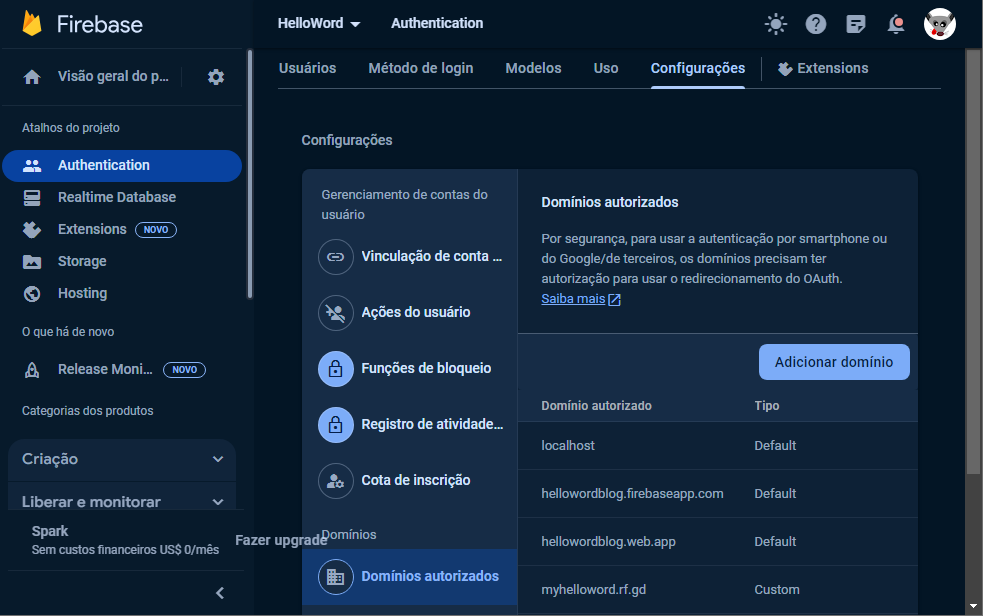 Firebase
HelloWord
Authentication
Visão geral do p...
Atalhos do projeto
Authentication
Realtime Database
Extensions NOVO
Storage
Hosting
O que há de novo
Release Moni... NOVO
Categorias dos produtos
Criação
Liberar e monitorar
Spark
Sem custos financeiros US$ 0/mês
Fazer upgrade
Usuários Método de login Modelos Uso Configurações Extensions
Configurações
Gerenciamento de contas do
usuário
Vinculação de conta ...
Ações do usuário
Funções de bloqueio
Registro de atividade...
Cota de inscrição
Domínios
Domínios autorizados
Domínios autorizados
Por segurança, para usar a autenticação por smartphone ou
do Google/de terceiros, os domínios precisam ter
autorização para usar o redirecionamento do OAuth.
Saiba mais
Adicionar domínio
Domínio autorizado Tipo
localhost Default
hellowordblog.firebaseapp.com Default
hellowordblog.web.app Default
myhelloword.rf.gd Custom